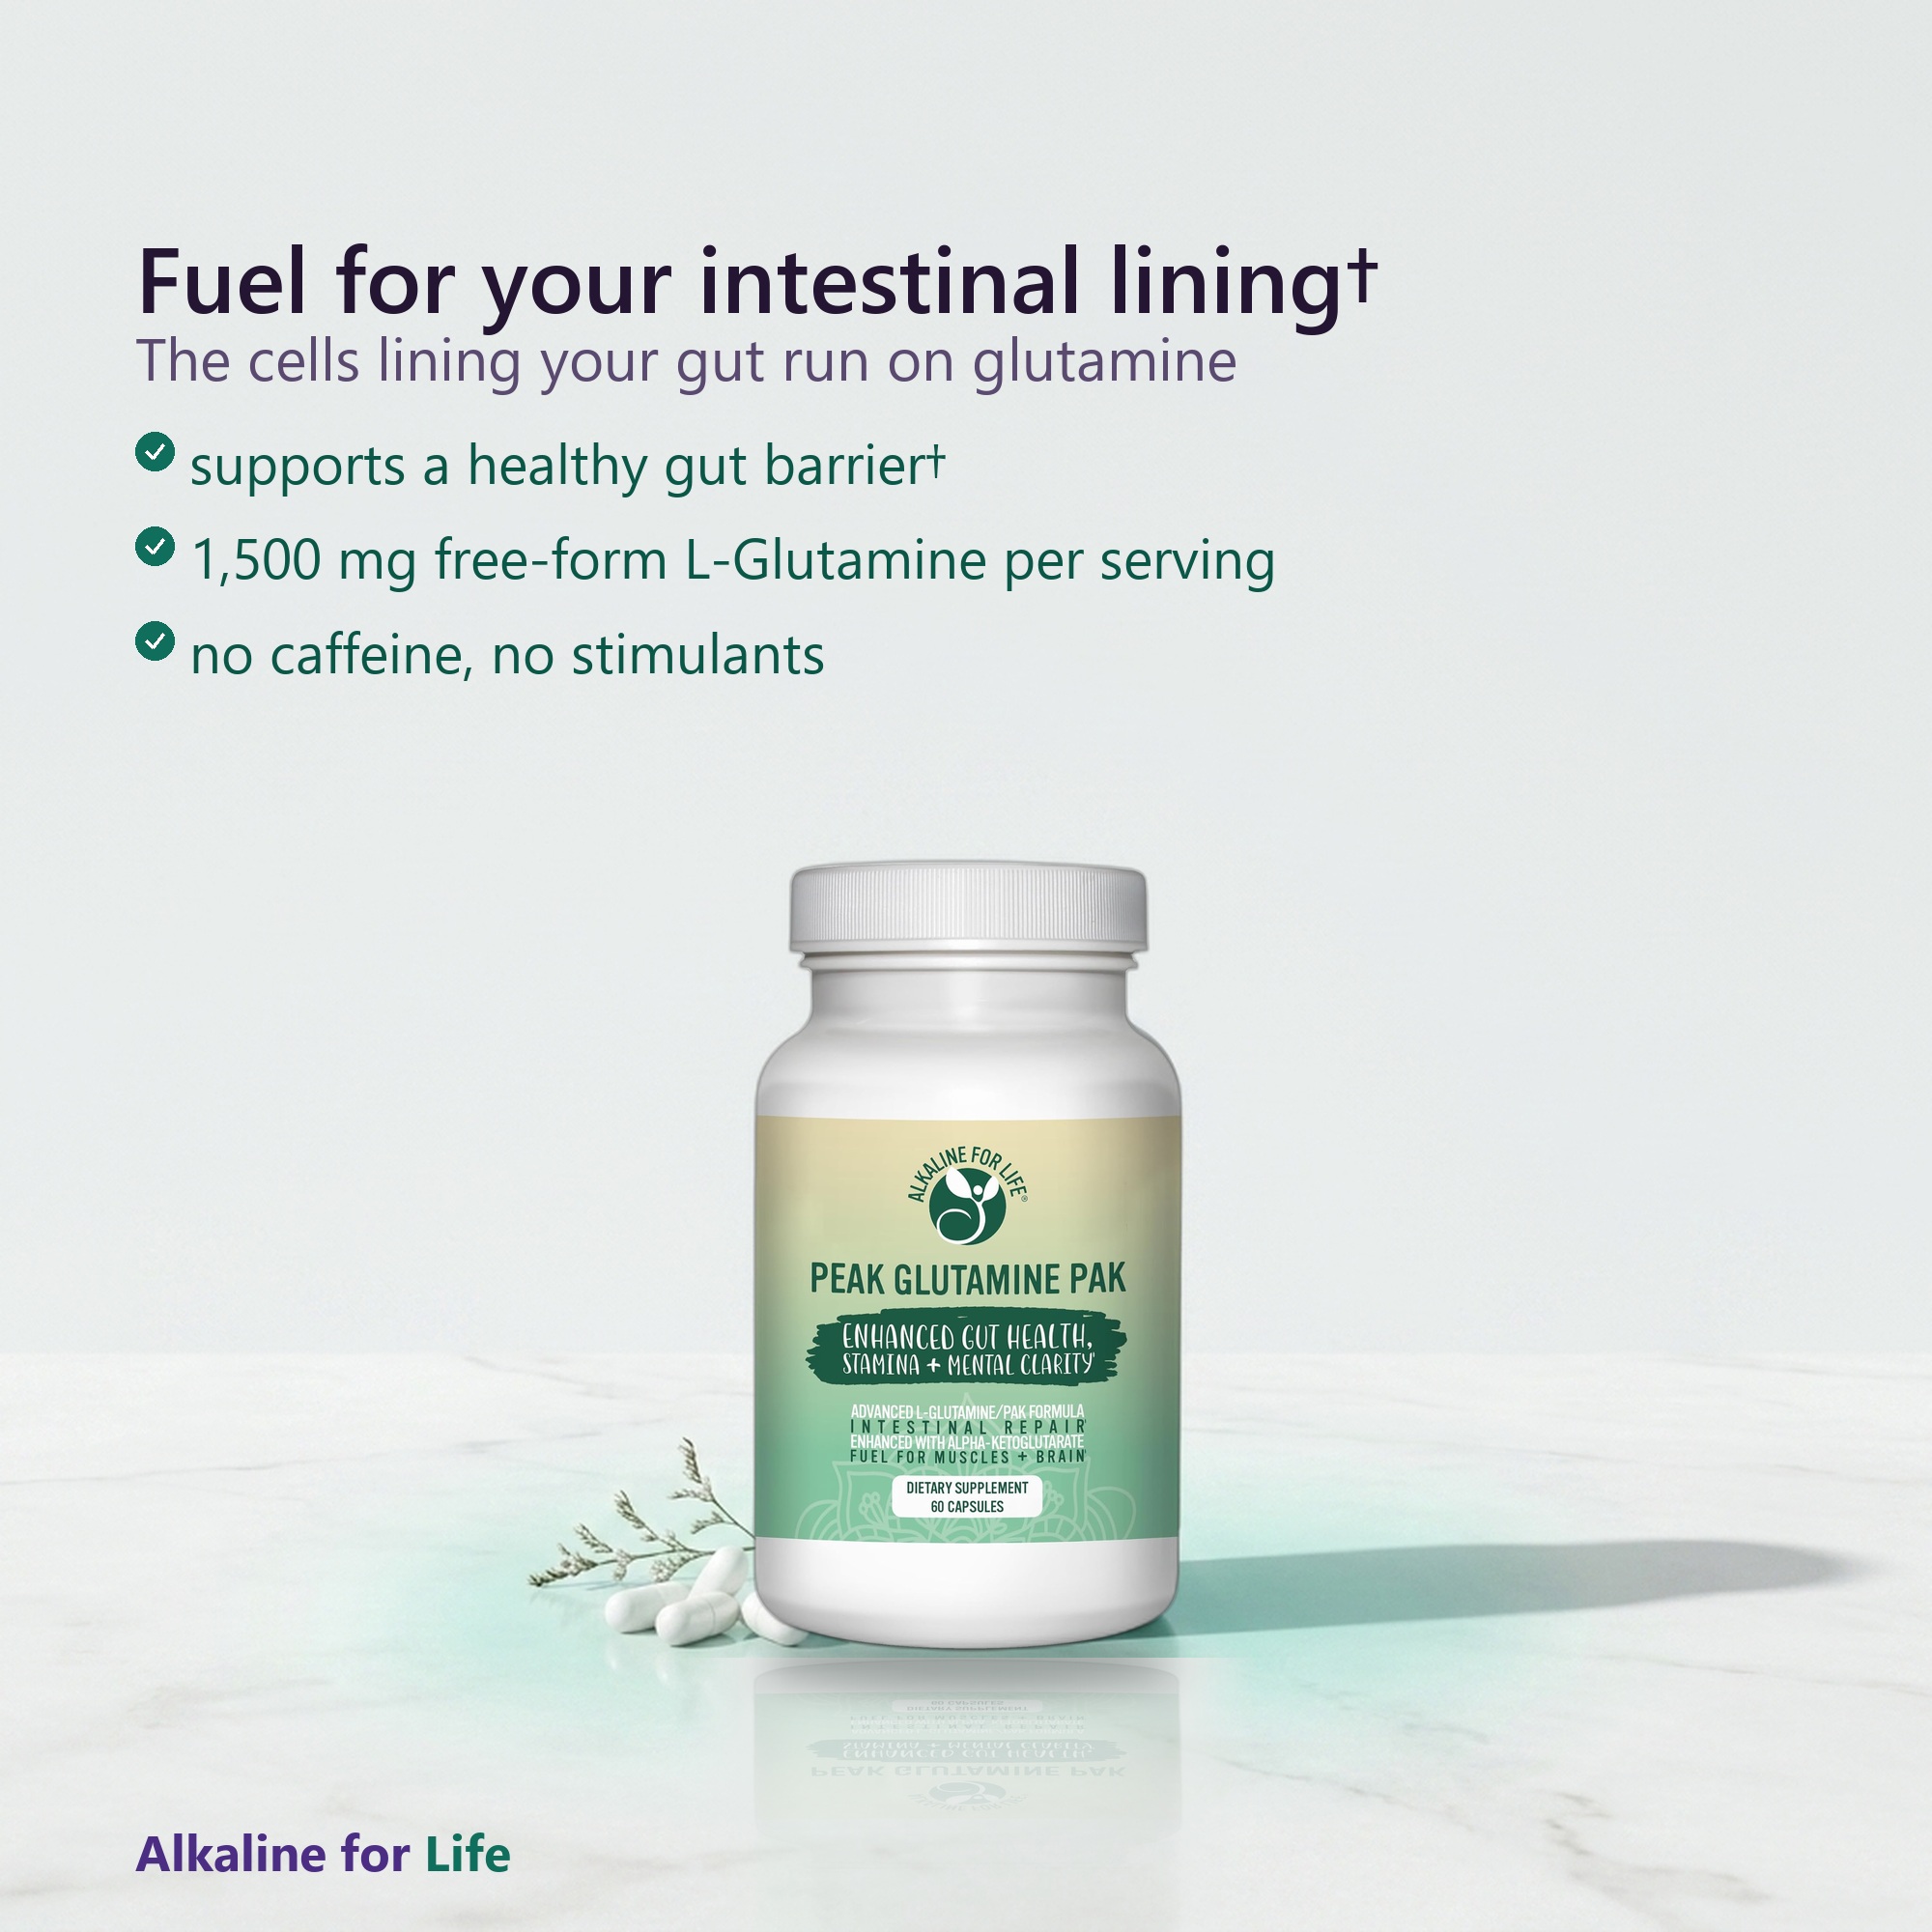 Fuel for your intestinal lining†
The cells lining your gut run on glutamine
supports a healthy gut barrier†
1,500 mg free-form L-Glutamine per serving
no caffeine, no stimulants
ALKALINE FOR LIFE®
PEAK GLUTAMINE PAK
ENHANCED GUT HEALTH,
STAMINA + MENTAL CLARITY†
ADVANCED L-GLUTAMINE/PAK FORMULA
INTESTINAL REPAIR†
ENHANCED WITH ALPHA-KETOGLUTARATE
FUEL FOR MUSCLES + BRAIN†
DIETARY SUPPLEMENT
60 CAPSULES
Alkaline for Life